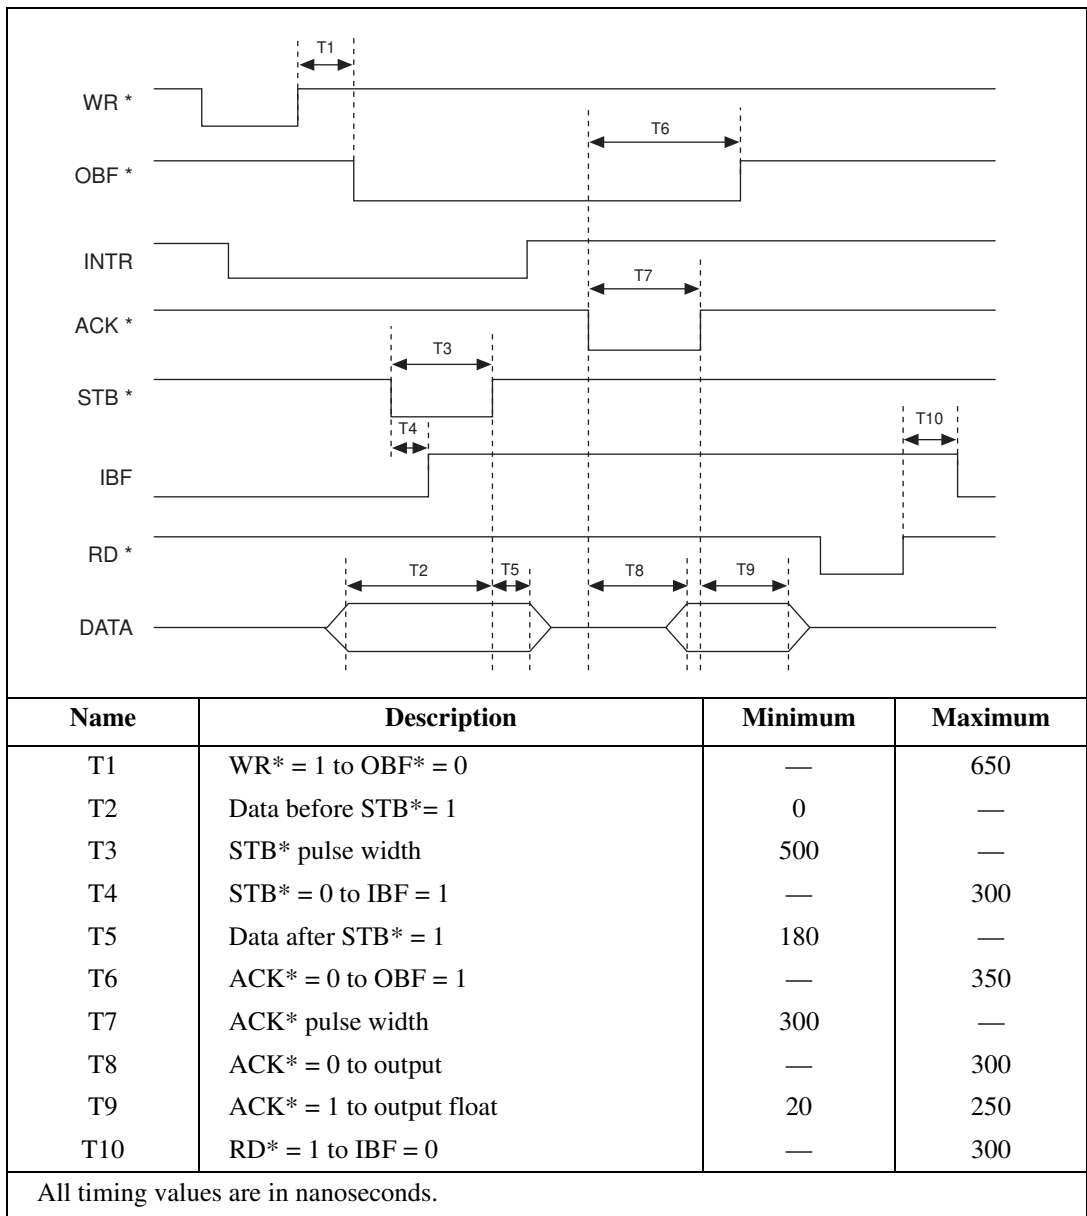 T1
WR *
T6
OBF *
INTR
T7
ACK *
T3
STB *
T4
T10
IBF
RD *
T2
T5
T8
T9
DATA
Name Description Minimum Maximum
T1 WR* = 1 to OBF* = 0 — 650
T2 Data before STB*= 1 0 —
T3 STB* pulse width 500 —
T4 STB* = 0 to IBF = 1 — 300
T5 Data after STB* = 1 180 —
T6 ACK* = 0 to OBF = 1 — 350
T7 ACK* pulse width 300 —
T8 ACK* = 0 to output — 300
T9 ACK* = 1 to output float 20 250
T10 RD* = 1 to IBF = 0 — 300
All timing values are in nanoseconds.